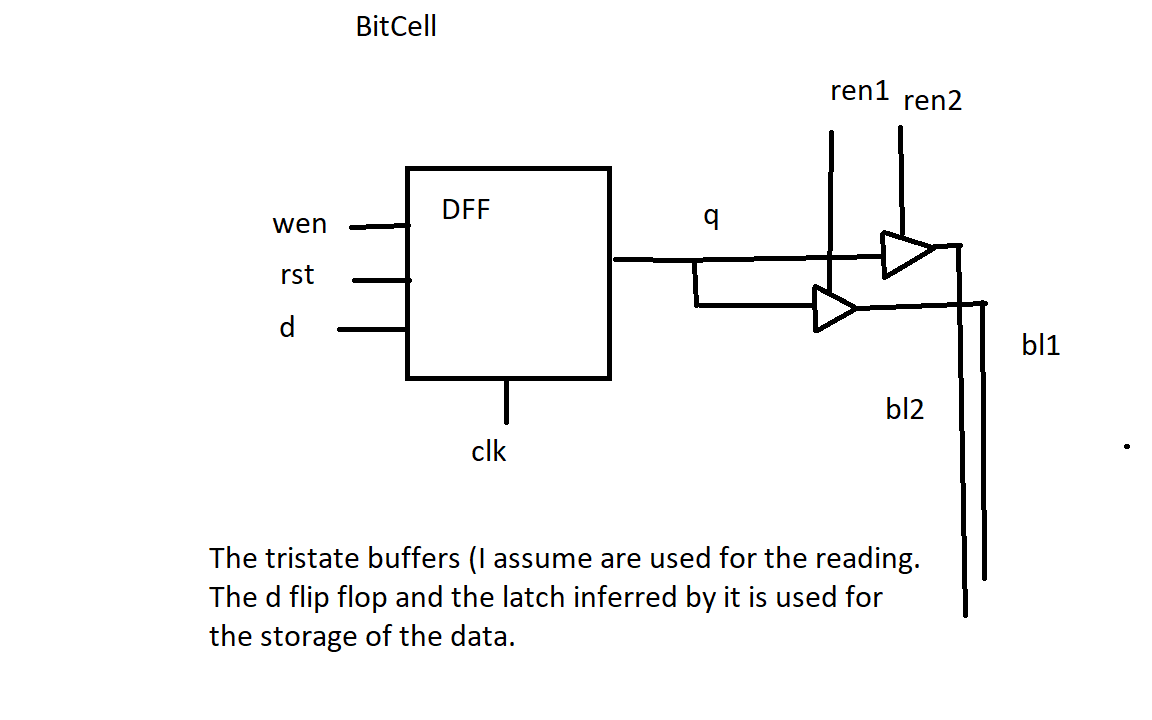 BitCell
ren1
ren2
wen
DFF
q
rst
d
bl1
bl2
clk
The tristate buffers (I assume are used for the reading.
The d flip flop and the latch inferred by it is used for
the storage of the data.